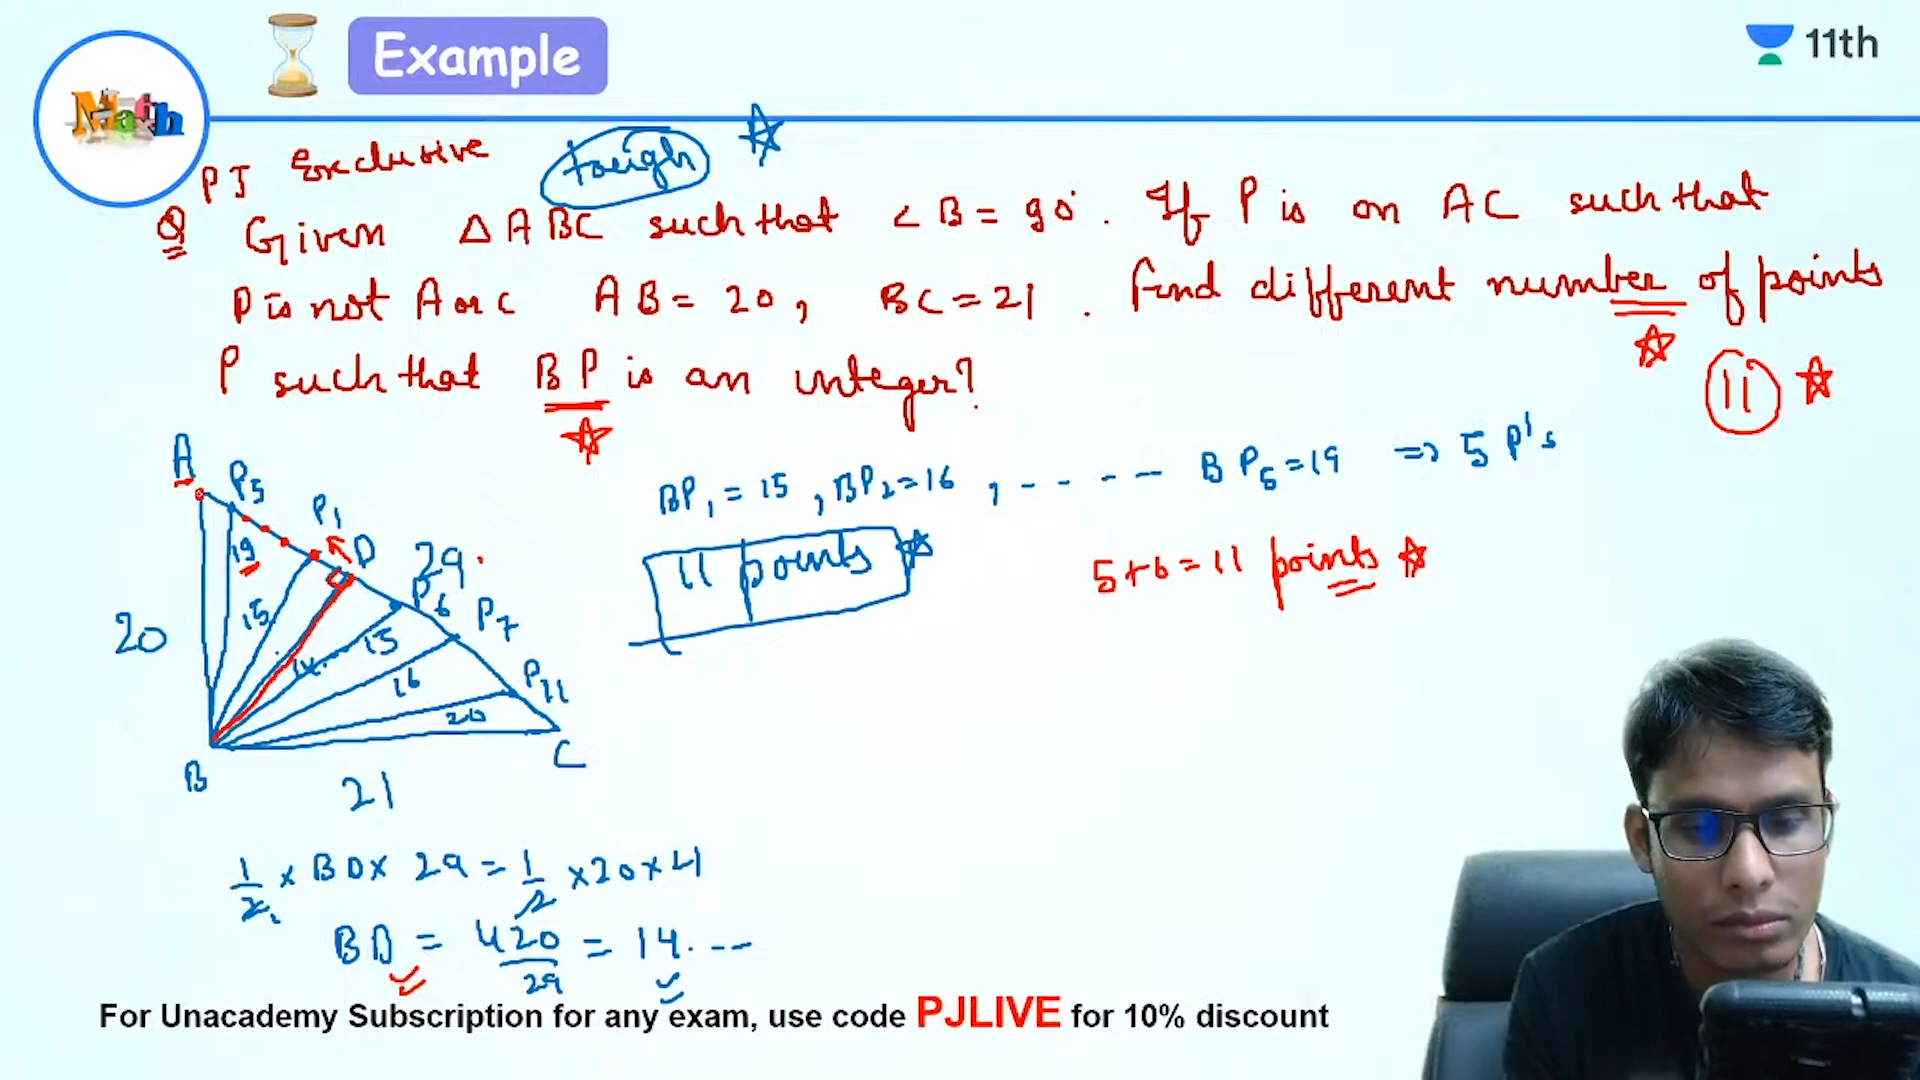 Example
11th
Math
PJ Exclusive
tough
Q Given △ABC such that ∠B = 90°. If P is on AC such that
P is not A or C AB = 20, BC = 21. Find different number of points
P such that BP is an integer?
11
A
P5
P1
D
29
P6
P7
P11
19
15
14...
15
16
20
20
B
C
21
BP1 = 15, BP2 = 16, - - - - - BP5 = 19 ⇒ 5 P's
11 points
5+6 = 11 points
1/2 × BD × 29 = 1/2 × 20 × 21
BD = 420/29 = 14. - -
For Unacademy Subscription for any exam, use code PJLIVE for 10% discount